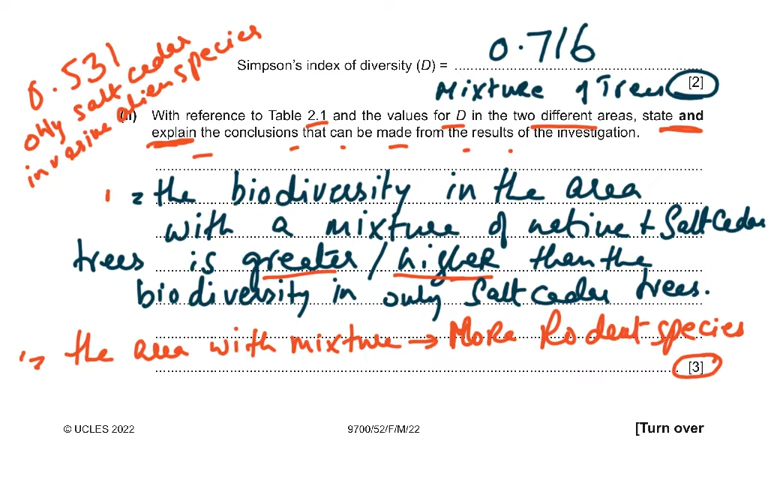 0.531
only salt ceder
invasive alien species
0.716
Simpson's index of diversity (D) = ..........
[2]
Mixture of Trees
(ii) With reference to Table 2.1 and the values for D in the two different areas, state and
explain the conclusions that can be made from the results of the investigation.
1 = the biodiversity in the area
with a mixture of native + Salt Ceder
trees is greater / higher than the
biodiversity in only Salt Ceder trees.
1 → the area with mixture → More Rodent species
[3]
© UCLES 2022
9700/52/F/M/22
[Turn over